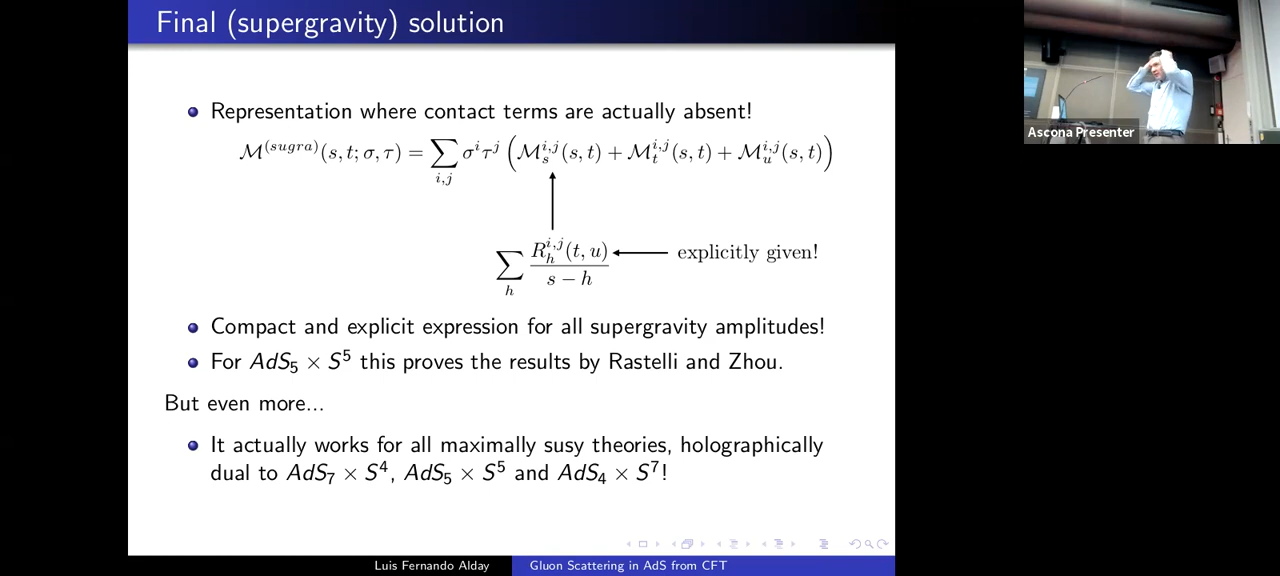 Final (supergravity) solution
Representation where contact terms are actually absent!
M^{(sugra)}(s, t; σ, τ) = ∑_{i,j} σ^i τ^j (M_s^{i,j}(s, t) + M_t^{i,j}(s, t) + M_u^{i,j}(s, t))
∑_h R_h^{i,j}(t, u) / (s − h) ← explicitly given!
Compact and explicit expression for all supergravity amplitudes!
For AdS₅ × S⁵ this proves the results by Rastelli and Zhou.
But even more...
It actually works for all maximally susy theories, holographically
dual to AdS₇ × S⁴, AdS₅ × S⁵ and AdS₄ × S⁷!
Luis Fernando Alday
Gluon Scattering in AdS from CFT
Ascona Presenter